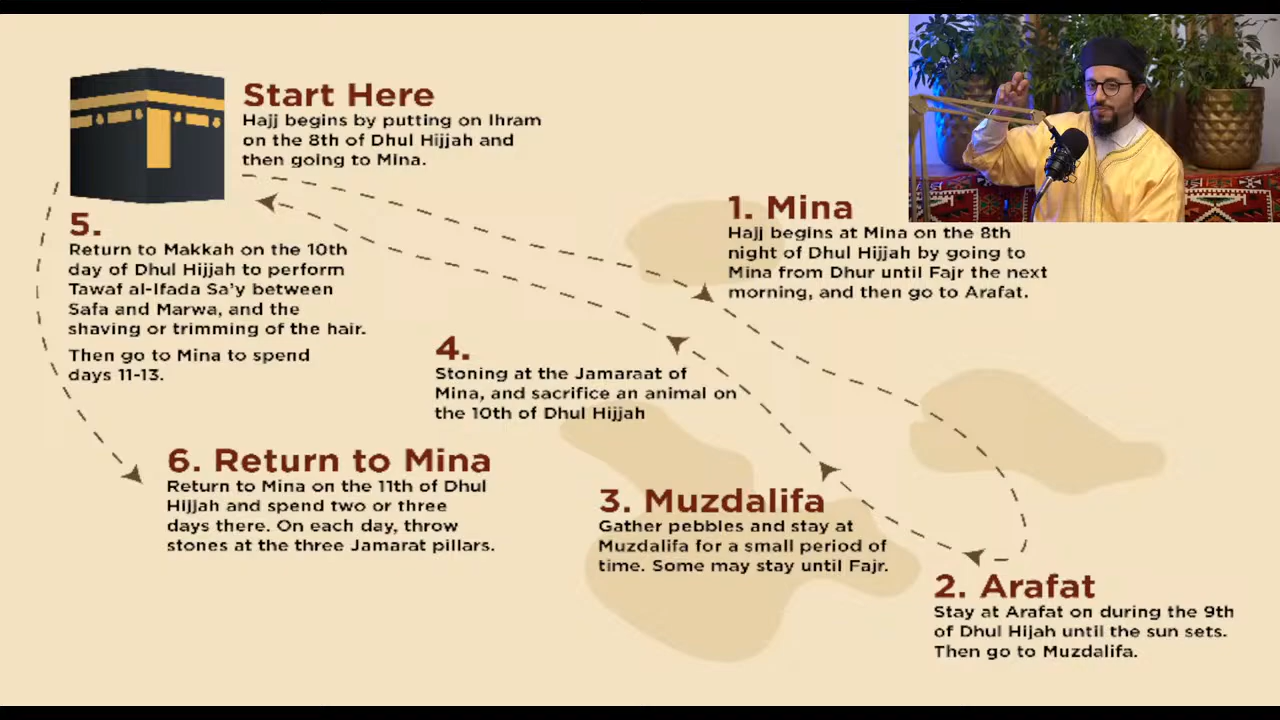 Start Here
Hajj begins by putting on Ihram
on the 8th of Dhul Hijjah and
then going to Mina.
1. Mina
Hajj begins at Mina on the 8th
night of Dhul Hijjah by going to
Mina from Dhur until Fajr the next
morning, and then go to Arafat.
2. Arafat
Stay at Arafat on during the 9th
of Dhul Hijah until the sun sets.
Then go to Muzdalifa.
3. Muzdalifa
Gather pebbles and stay at
Muzdalifa for a small period of
time. Some may stay until Fajr.
4.
Stoning at the Jamaraat of
Mina, and sacrifice an animal on
the 10th of Dhul Hijjah
5.
Return to Makkah on the 10th
day of Dhul Hijjah to perform
Tawaf al-Ifada Sa'y between
Safa and Marwa, and the
shaving or trimming of the hair.
Then go to Mina to spend
days 11-13.
6. Return to Mina
Return to Mina on the 11th of Dhul
Hijjah and spend two or three
days there. On each day, throw
stones at the three Jamarat pillars.